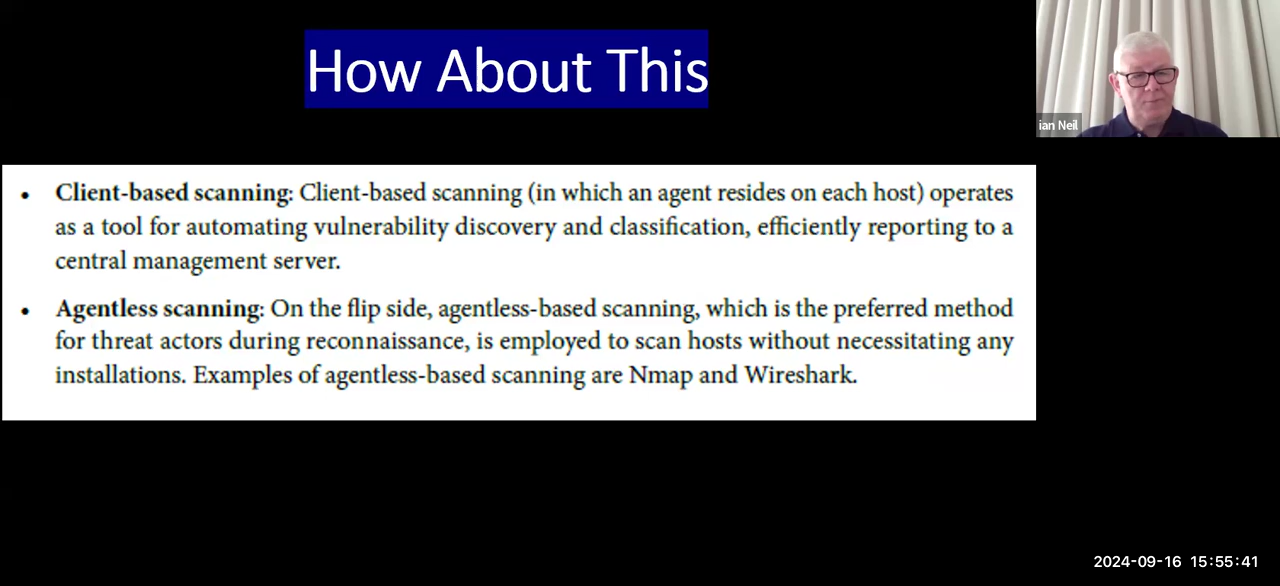 How About This
ian Neil
• Client-based scanning: Client-based scanning (in which an agent resides on each host) operates
as a tool for automating vulnerability discovery and classification, efficiently reporting to a
central management server.
• Agentless scanning: On the flip side, agentless-based scanning, which is the preferred method
for threat actors during reconnaissance, is employed to scan hosts without necessitating any
installations. Examples of agentless-based scanning are Nmap and Wireshark.
2024-09-16 15:55:41